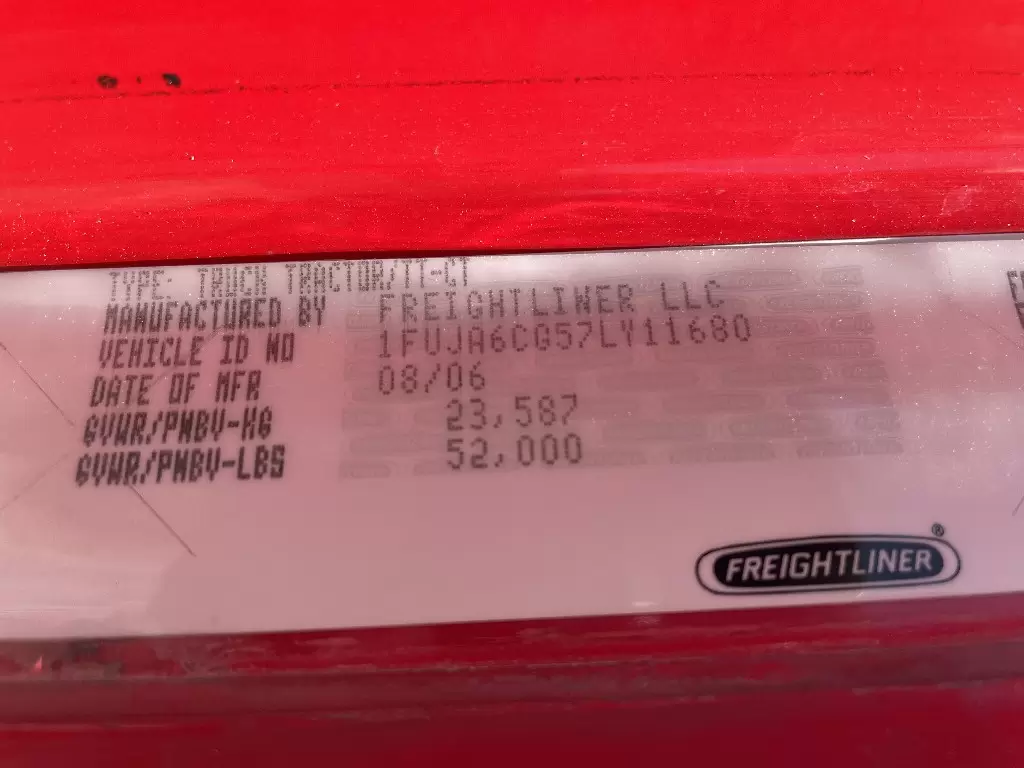 TYPE: TRUCK TRACTOR/TT-CT
MANUFACTURED BY FREIGHTLINER LLC
VEHICLE ID NO 1FUJA6CG57LY11680
DATE OF MFR 08/06
GVWR/PNBV-KG 23,587
GVWR/PNBV-LBS 52,000
FREIGHTLINER®